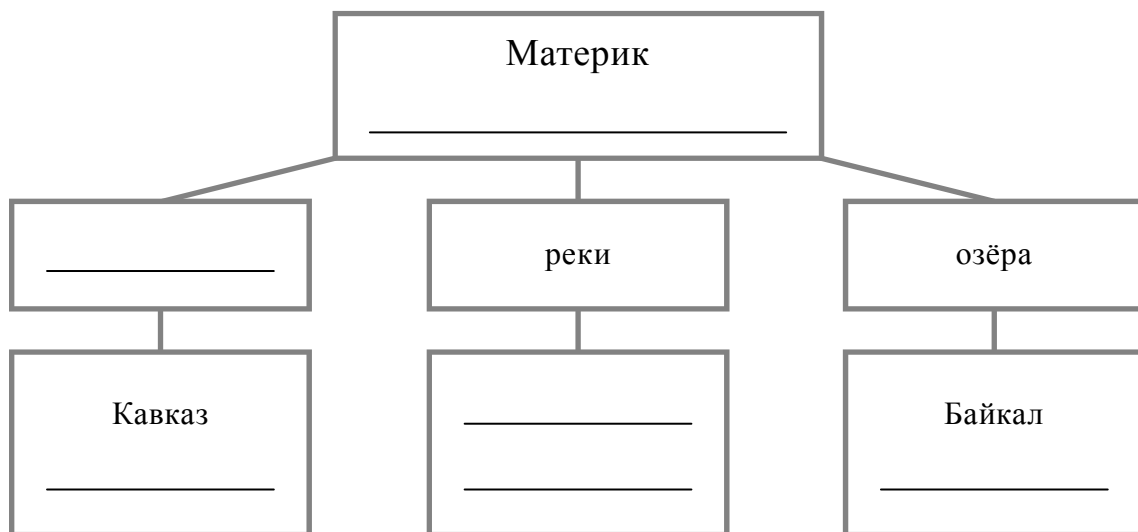 Материк
реки
озёра
Кавказ
Байкал